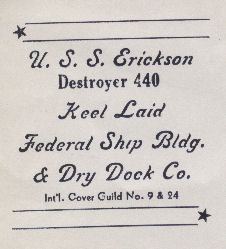 U. S. S. Erickson
Destroyer 440
Keel Laid
Federal Ship Bldg.
& Dry Dock Co.
Int'l. Cover Guild No. 9 & 24